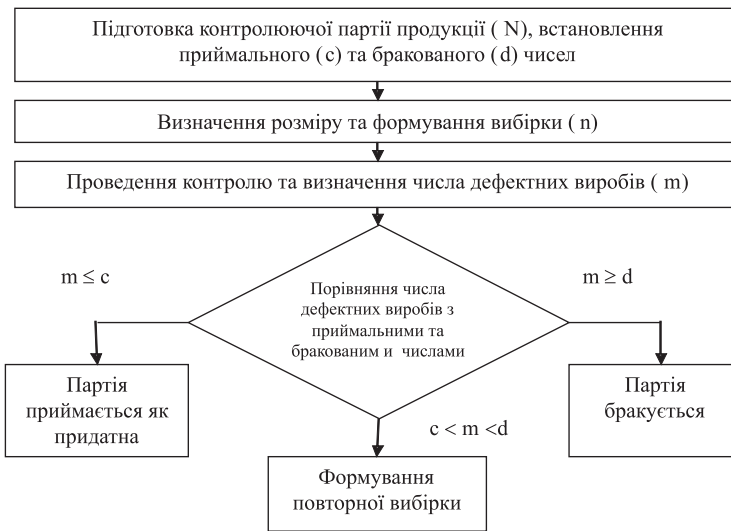 Підготовка контролюючої партії продукції ( N), встановлення
приймального (с) та бракованого (d) чисел
Визначення розміру та формування вибірки ( n)
Проведення контролю та визначення числа дефектних виробів ( m)
m ≤ c
m ≥ d
Порівняння числа
дефектних виробів з
приймальними та
бракованим и числами
Партія
приймається як
придатна
Партія
бракується
c < m <d
Формування
повторної вибірки